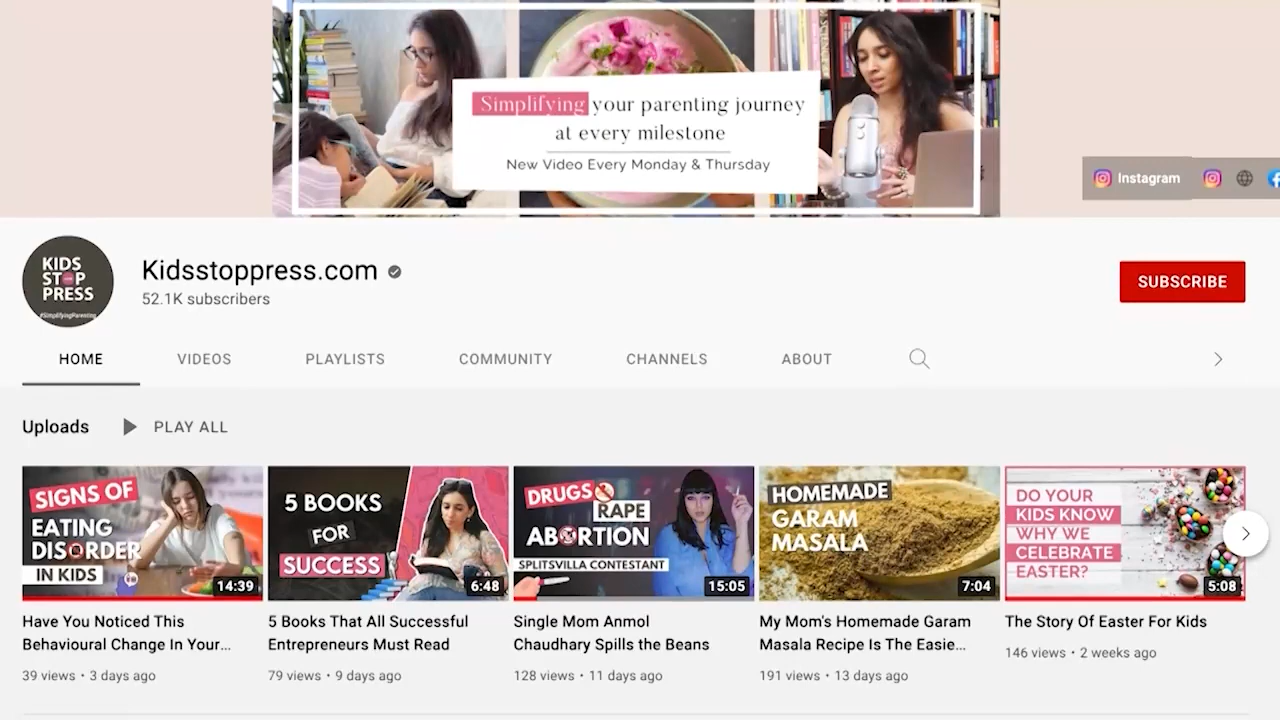 Simplifying your parenting journey
at every milestone
New Video Every Monday & Thursday
Instagram
KIDS
STOP
PRESS
#SimplifyingParenting
Kidsstoppress.com
52.1K subscribers
SUBSCRIBE
HOME VIDEOS PLAYLISTS COMMUNITY CHANNELS ABOUT
Uploads PLAY ALL
SIGNS OF
EATING
DISORDER
IN KIDS
14:39
5 BOOKS
FOR
SUCCESS
6:48
DRUGS
RAPE
ABORTION
SPLITSVILLA CONTESTANT
15:05
HOMEMADE
GARAM
MASALA
7:04
DO YOUR
KIDS KNOW
WHY WE
CELEBRATE
EASTER?
5:08
Have You Noticed This
Behavioural Change In Your...
39 views • 3 days ago
5 Books That All Successful
Entrepreneurs Must Read
79 views • 9 days ago
Single Mom Anmol
Chaudhary Spills the Beans
128 views • 11 days ago
My Mom's Homemade Garam
Masala Recipe Is The Easie...
191 views • 13 days ago
The Story Of Easter For Kids
146 views • 2 weeks ago